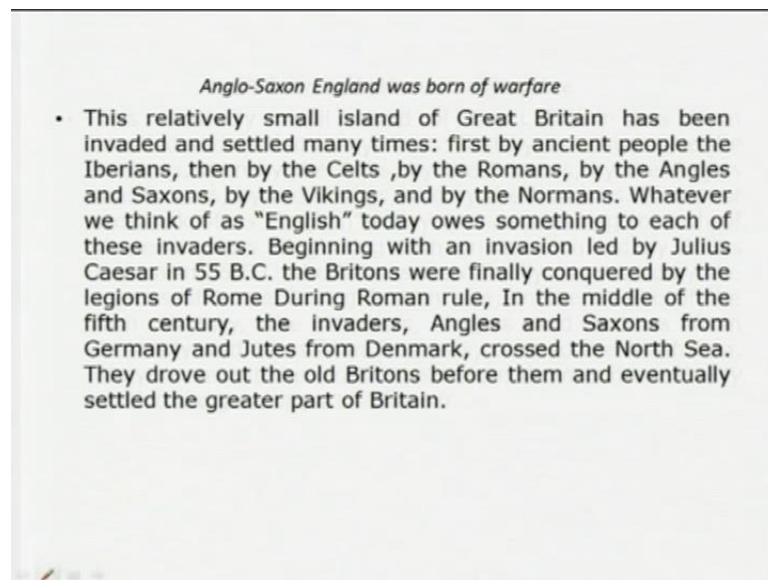 Anglo-Saxon England was born of warfare
• This relatively small island of Great Britain has been
invaded and settled many times: first by ancient people the
Iberians, then by the Celts ,by the Romans, by the Angles
and Saxons, by the Vikings, and by the Normans. Whatever
we think of as “English” today owes something to each of
these invaders. Beginning with an invasion led by Julius
Caesar in 55 B.C. the Britons were finally conquered by the
legions of Rome During Roman rule, In the middle of the
fifth century, the invaders, Angles and Saxons from
Germany and Jutes from Denmark, crossed the North Sea.
They drove out the old Britons before them and eventually
settled the greater part of Britain.